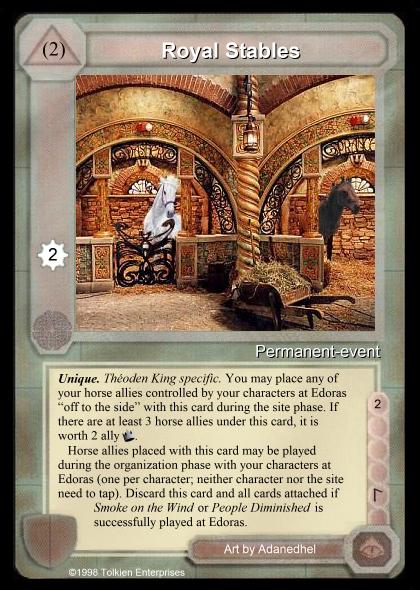 (2)
Royal Stables
2
Permanent-event
Unique. Théoden King specific. You may place any of
your horse allies controlled by your characters at Edoras
“off to the side” with this card during the site phase. If
there are at least 3 horse allies under this card, it is
worth 2 ally
Horse allies placed with this card may be played
during the organization phase with your characters at
Edoras (one per character; neither character nor the site
need to tap). Discard this card and all cards attached if
Smoke on the Wind or People Diminished is
successfully played at Edoras.
2
Art by Adanedhel
©1998 Tolkien Enterprises